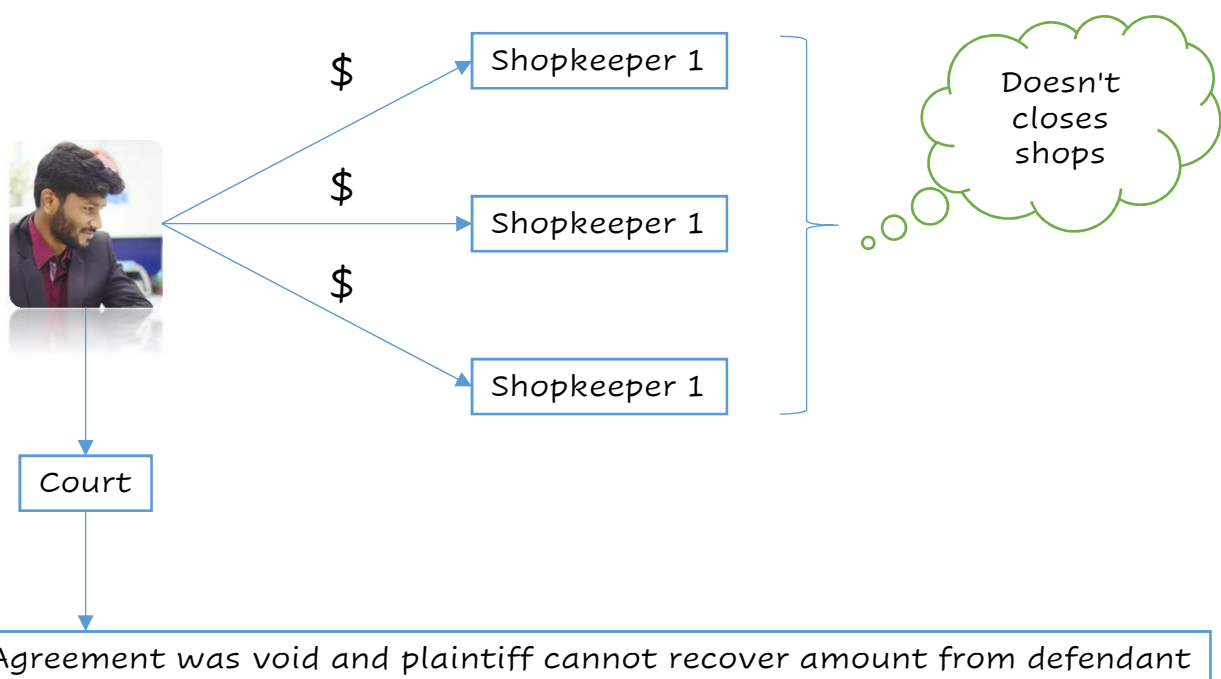 $
Shopkeeper 1
$
Shopkeeper 1
$
Shopkeeper 1
Doesn't
closes
shops
Court
Agreement was void and plaintiff cannot recover amount from defendant